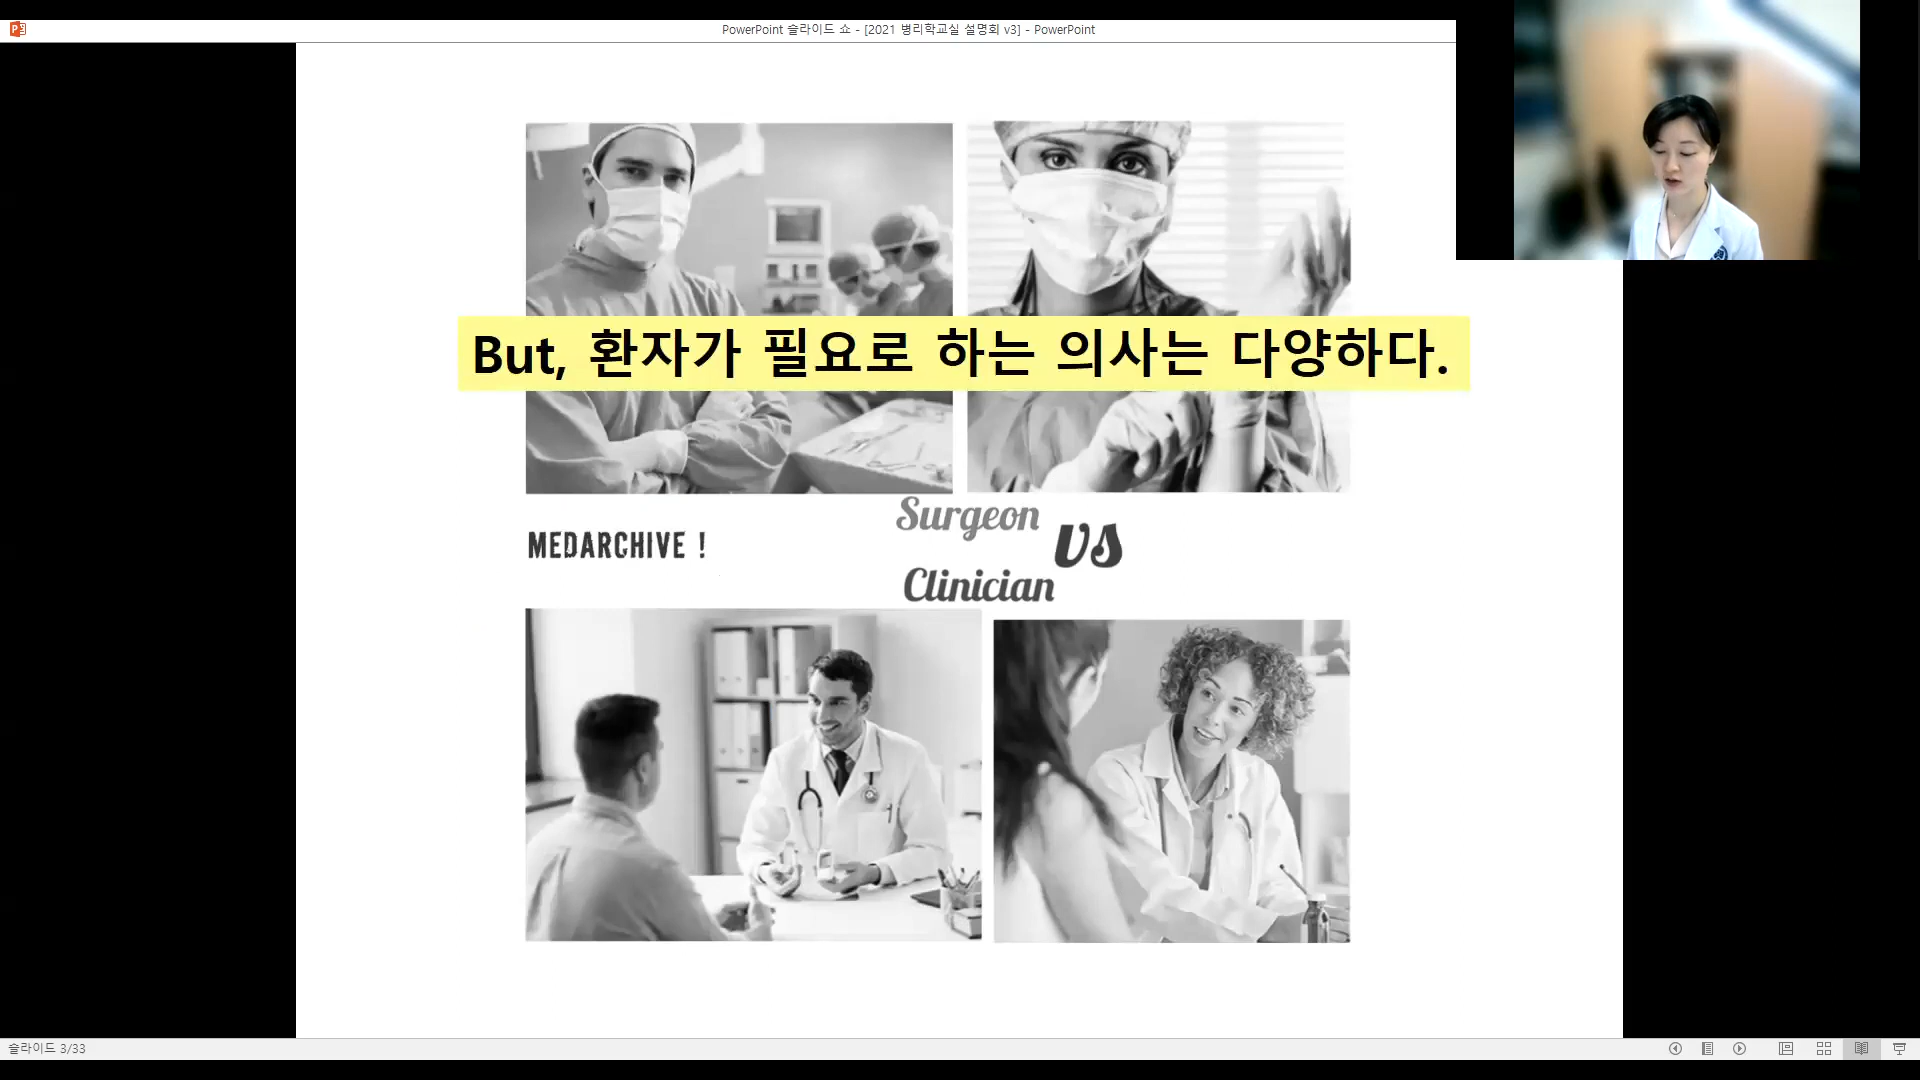 PowerPoint 슬라이드 쇼 - [2021 병리학교실 설명회 v3] - PowerPoint
But, 환자가 필요로 하는 의사는 다양하다.
MEDARCHIVE !
Surgeon
vs
Clinician
슬라이드 3/33